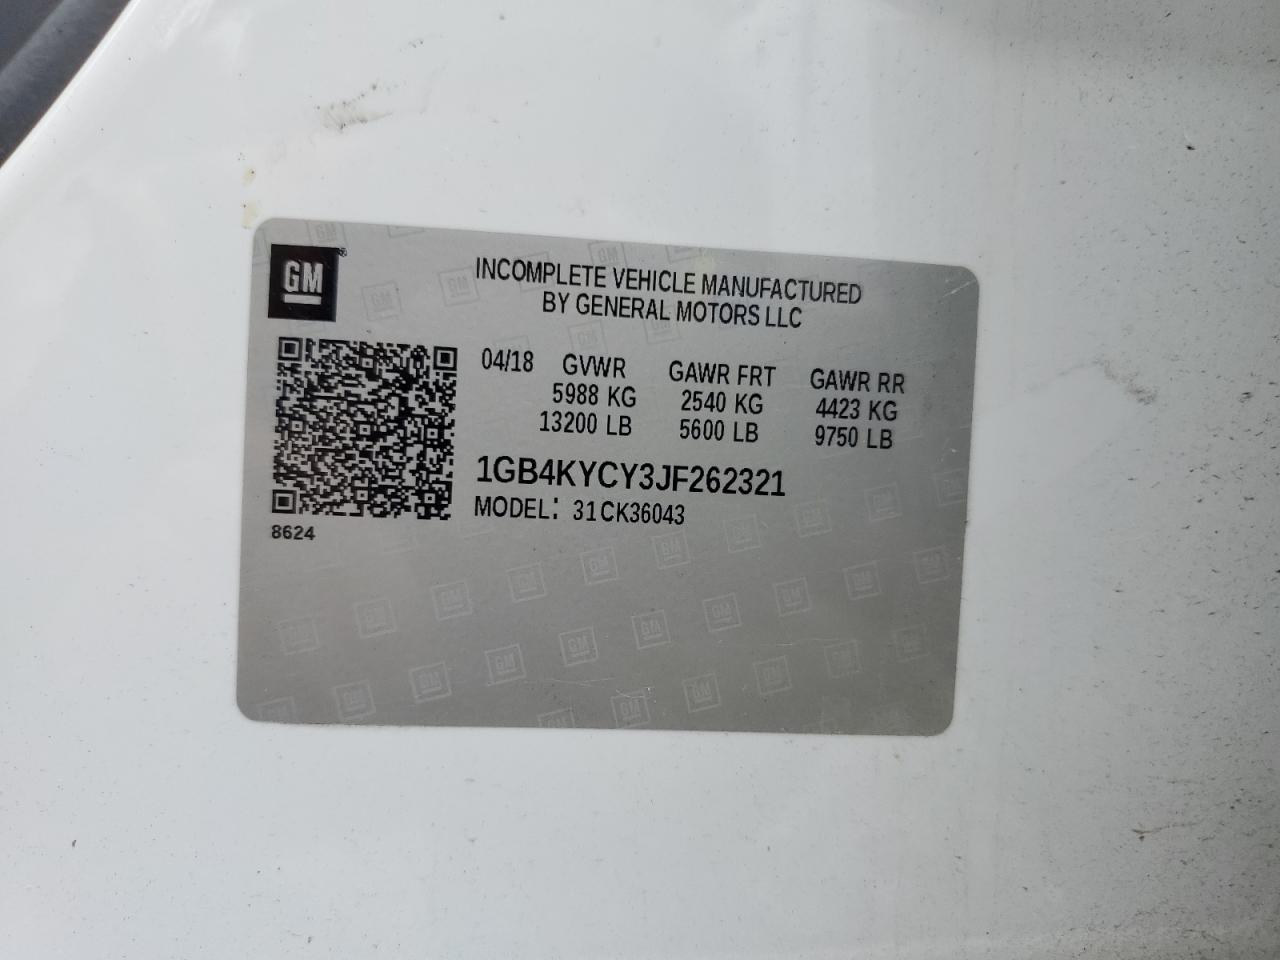 GM®
INCOMPLETE VEHICLE MANUFACTURED
BY GENERAL MOTORS LLC
04/18 GVWR GAWR FRT GAWR RR
5988 KG 2540 KG 4423 KG
13200 LB 5600 LB 9750 LB
1GB4KYCY3JF262321
MODEL: 31CK36043
8624